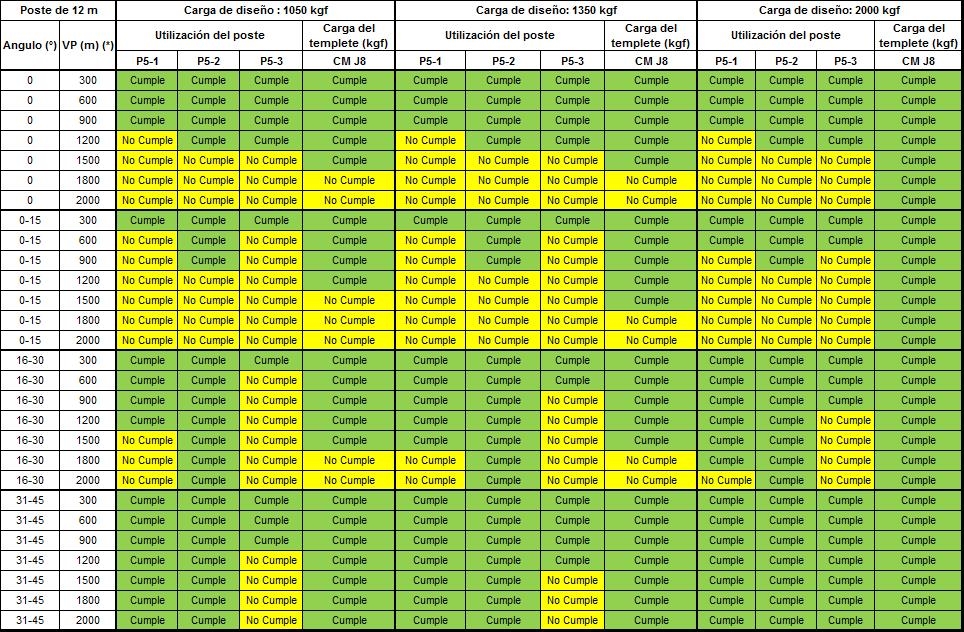 Poste de 12 m Carga de diseño : 1050 kgf Carga de diseño: 1350 kgf Carga de diseño: 2000 kgf
Angulo (°) VP (m) (*) Utilización del poste Carga del templete (kgf) Utilización del poste Carga del templete (kgf) Utilización del poste Carga del templete (kgf)
P5-1 P5-2 P5-3 CM J8 P5-1 P5-2 P5-3 CM J8 P5-1 P5-2 P5-3 CM J8
0 300 Cumple Cumple Cumple Cumple Cumple Cumple Cumple Cumple Cumple Cumple Cumple Cumple
0 600 Cumple Cumple Cumple Cumple Cumple Cumple Cumple Cumple Cumple Cumple Cumple Cumple
0 900 Cumple Cumple Cumple Cumple Cumple Cumple Cumple Cumple Cumple Cumple Cumple Cumple
0 1200 No Cumple Cumple Cumple Cumple No Cumple Cumple Cumple Cumple No Cumple Cumple Cumple Cumple
0 1500 No Cumple No Cumple No Cumple Cumple No Cumple No Cumple No Cumple Cumple No Cumple No Cumple No Cumple Cumple
0 1800 No Cumple No Cumple No Cumple No Cumple No Cumple No Cumple No Cumple No Cumple No Cumple No Cumple No Cumple Cumple
0 2000 No Cumple No Cumple No Cumple No Cumple No Cumple No Cumple No Cumple No Cumple No Cumple No Cumple No Cumple Cumple
0-15 300 Cumple Cumple Cumple Cumple Cumple Cumple Cumple Cumple Cumple Cumple Cumple Cumple
0-15 600 No Cumple Cumple No Cumple Cumple No Cumple Cumple No Cumple Cumple No Cumple Cumple No Cumple Cumple
0-15 900 No Cumple Cumple No Cumple Cumple No Cumple Cumple No Cumple Cumple No Cumple Cumple No Cumple Cumple
0-15 1200 No Cumple No Cumple No Cumple Cumple No Cumple No Cumple No Cumple Cumple No Cumple No Cumple No Cumple Cumple
0-15 1500 No Cumple No Cumple No Cumple No Cumple No Cumple No Cumple No Cumple Cumple No Cumple No Cumple No Cumple Cumple
0-15 1800 No Cumple No Cumple No Cumple No Cumple No Cumple No Cumple No Cumple No Cumple No Cumple No Cumple No Cumple Cumple
0-15 2000 No Cumple No Cumple No Cumple No Cumple No Cumple No Cumple No Cumple No Cumple No Cumple No Cumple No Cumple Cumple
16-30 300 Cumple Cumple Cumple Cumple Cumple Cumple Cumple Cumple Cumple Cumple Cumple Cumple
16-30 600 Cumple Cumple No Cumple Cumple Cumple Cumple Cumple Cumple Cumple Cumple Cumple Cumple
16-30 900 Cumple Cumple No Cumple Cumple Cumple Cumple No Cumple Cumple Cumple Cumple Cumple Cumple
16-30 1200 Cumple Cumple No Cumple Cumple Cumple Cumple No Cumple Cumple Cumple Cumple No Cumple Cumple
16-30 1500 No Cumple Cumple No Cumple Cumple Cumple Cumple No Cumple Cumple Cumple Cumple No Cumple Cumple
16-30 1800 No Cumple Cumple No Cumple No Cumple No Cumple Cumple No Cumple No Cumple Cumple Cumple No Cumple Cumple
16-30 2000 No Cumple Cumple No Cumple No Cumple No Cumple Cumple No Cumple No Cumple No Cumple Cumple No Cumple Cumple
31-45 300 Cumple Cumple Cumple Cumple Cumple Cumple Cumple Cumple Cumple Cumple Cumple Cumple
31-45 600 Cumple Cumple Cumple Cumple Cumple Cumple Cumple Cumple Cumple Cumple Cumple Cumple
31-45 900 Cumple Cumple Cumple Cumple Cumple Cumple Cumple Cumple Cumple Cumple Cumple Cumple
31-45 1200 Cumple Cumple No Cumple Cumple Cumple Cumple Cumple Cumple Cumple Cumple Cumple Cumple
31-45 1500 Cumple Cumple No Cumple Cumple Cumple Cumple No Cumple Cumple Cumple Cumple Cumple Cumple
31-45 1800 Cumple Cumple No Cumple Cumple Cumple Cumple No Cumple Cumple Cumple Cumple Cumple Cumple
31-45 2000 Cumple Cumple No Cumple Cumple Cumple Cumple No Cumple Cumple Cumple Cumple Cumple Cumple